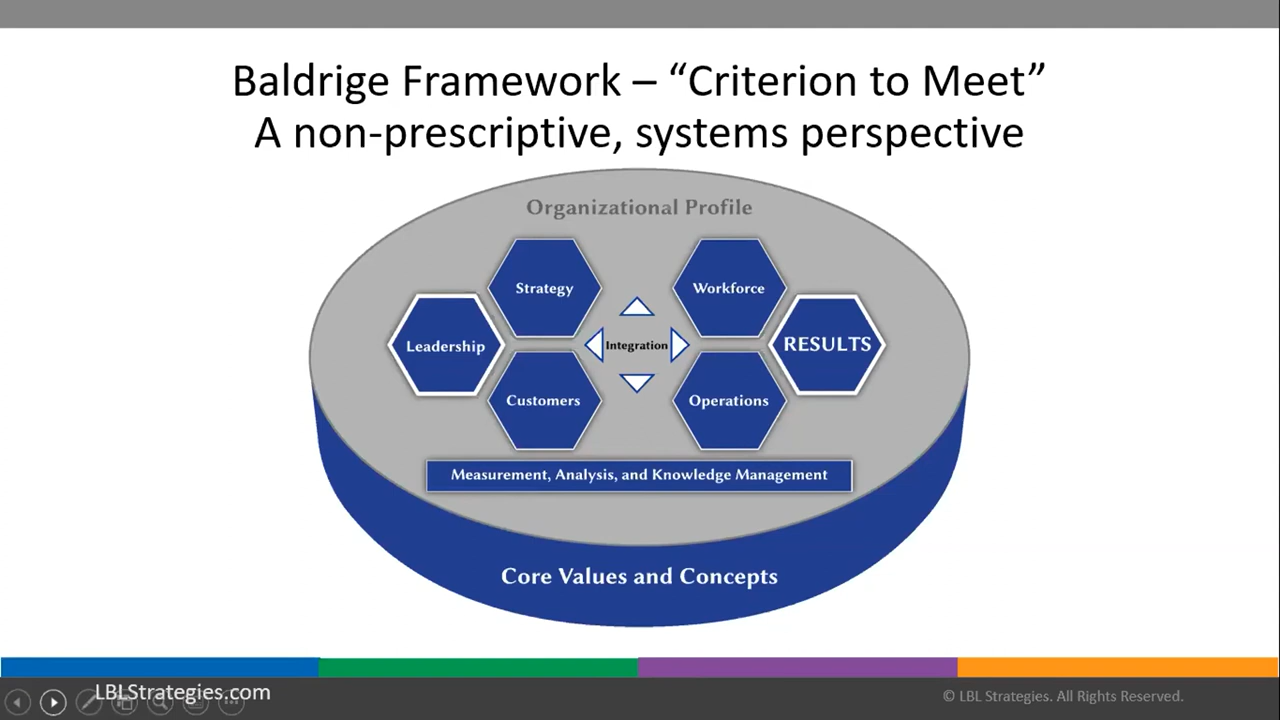 Baldrige Framework – “Criterion to Meet”
A non-prescriptive, systems perspective
Organizational Profile
Strategy
Workforce
Leadership
Integration
RESULTS
Customers
Operations
Measurement, Analysis, and Knowledge Management
Core Values and Concepts
LBLStrategies.com
© LBL Strategies. All Rights Reserved.